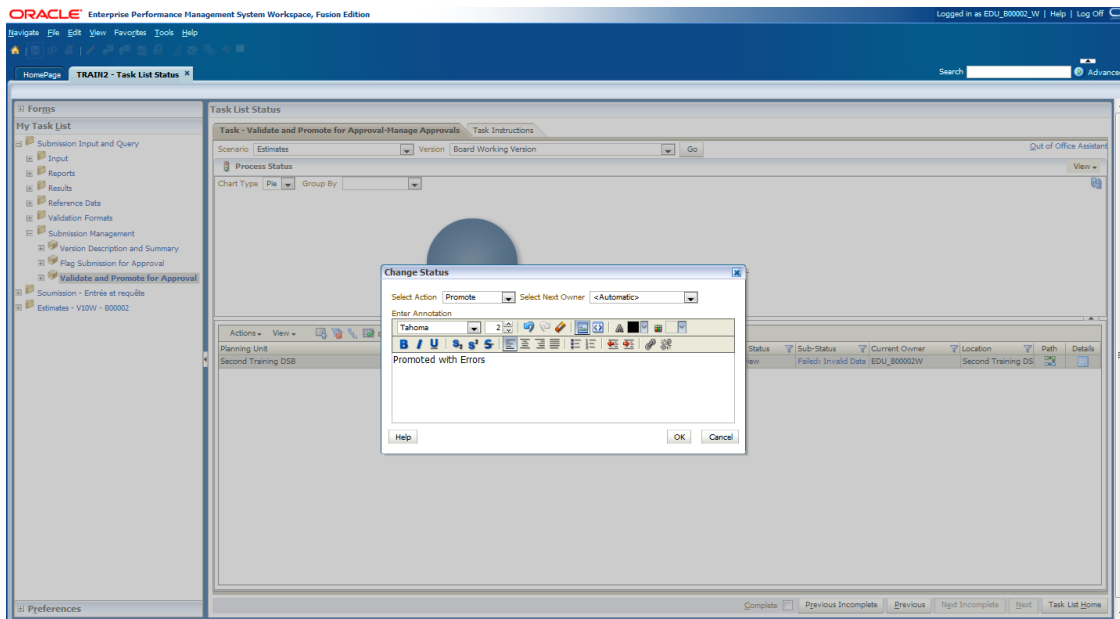 ORACLE Enterprise Performance Management System Workspace, Fusion Edition
Logged in as EDU_B00002_W | Help | Log Off
Navigate File Edit View Favorites Tools Help
HomePage TRAIN2 - Task List Status
Search Advance
Forms
Task List Status
My Task List
Task - Validate and Promote for Approval-Manage Approvals Task Instructions
Submission Input and Query
Scenario Estimates Version Board Working Version Go Out of Office Assistant
Input
Process Status View
Reports
Chart Type Pie Group By
Results
Reference Data
Validation Formats
Submission Management
Version Description and Summary
Flag Submission for Approval
Validate and Promote for Approval
Soumission - Entrée et requête
Estimates - V10W - B00002
Change Status
Select Action Promote Select Next Owner <Automatic>
Enter Annotation
Tahoma 2
B I U S₂ S² S
Promoted with Errors
Help OK Cancel
Actions View
Planning Unit Status Sub-Status Current Owner Location Path Details
Second Training DSB iew Failed: Invalid Data EDU_B00002W Second Training DS
Preferences
Complete Previous Incomplete Previous Next Incomplete Next Task List Home